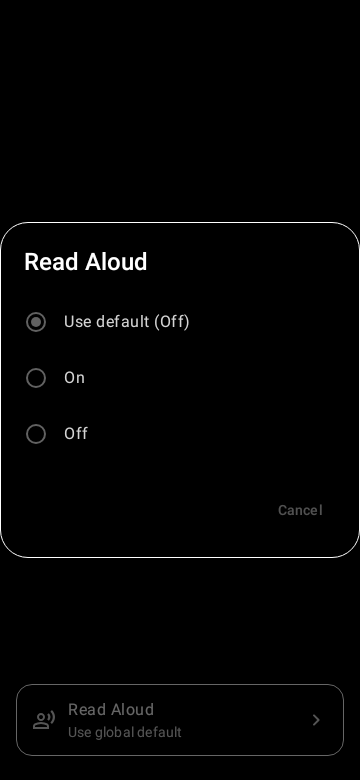 Read Aloud
Use default (Off)
On
Off
Cancel
Read Aloud
Use global default